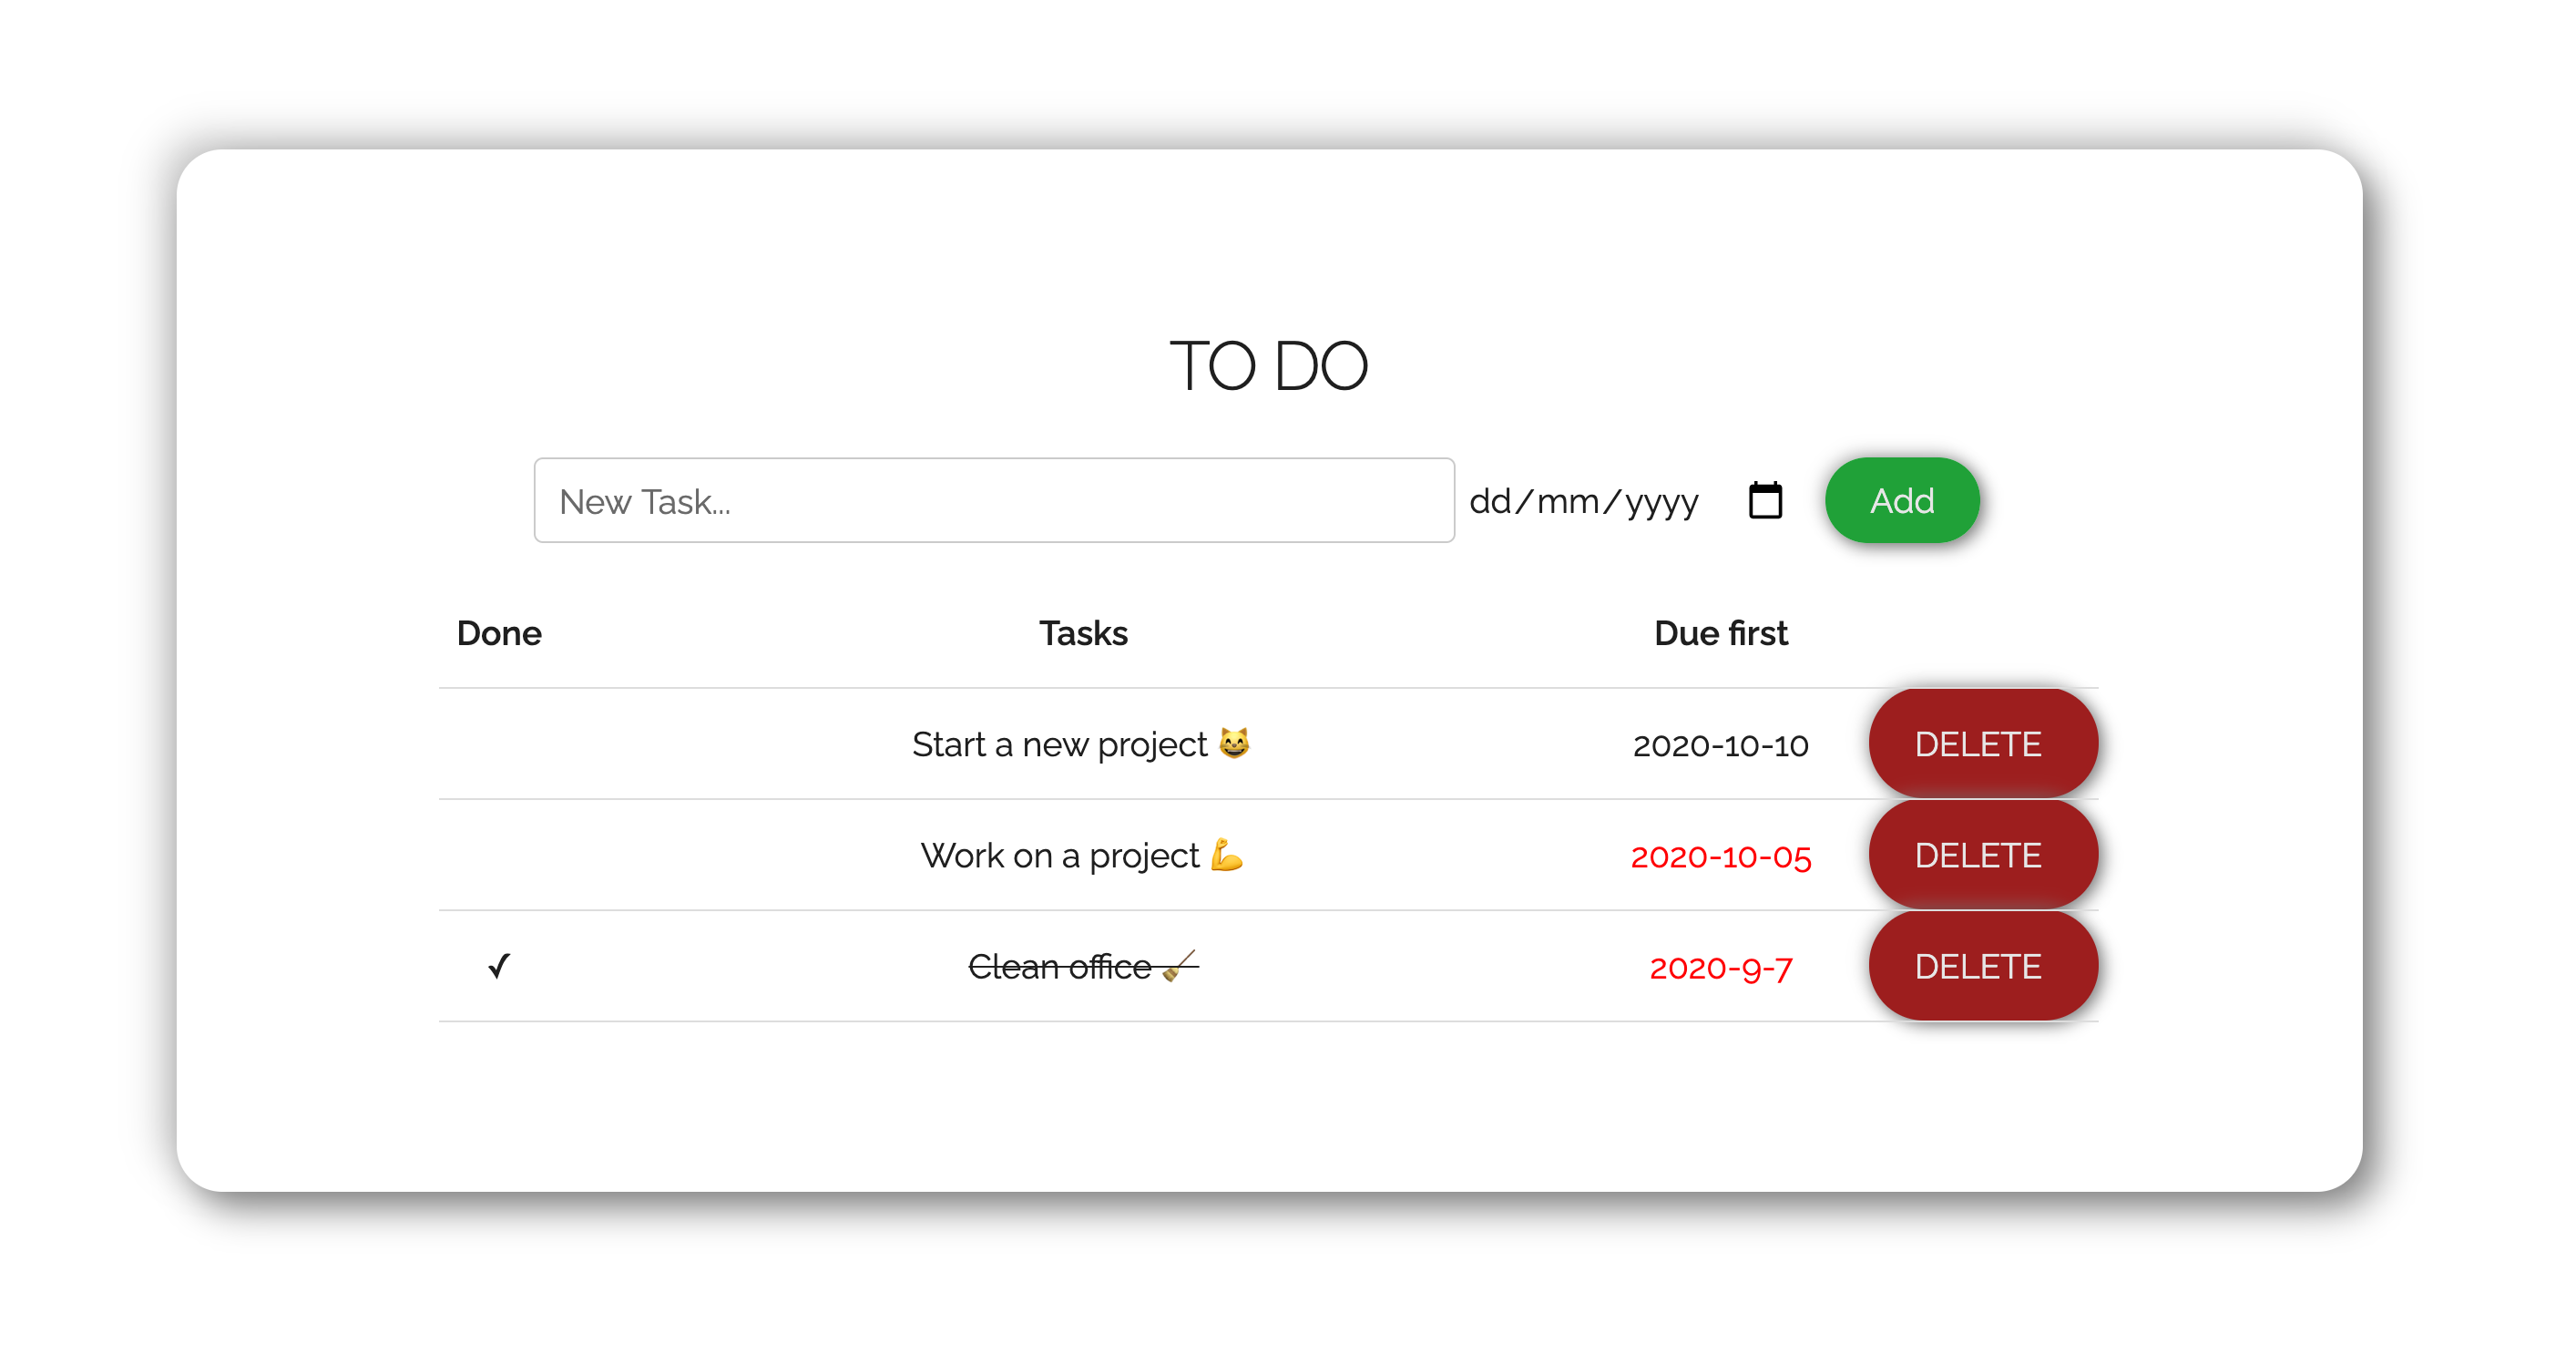 TO DO
New Task... dd/mm/yyyy Add
Done Tasks Due first
Start a new project 😸 2020-10-10 DELETE
Work on a project 💪 2020-10-05 DELETE
✓ Clean office 🧹 2020-9-7 DELETE